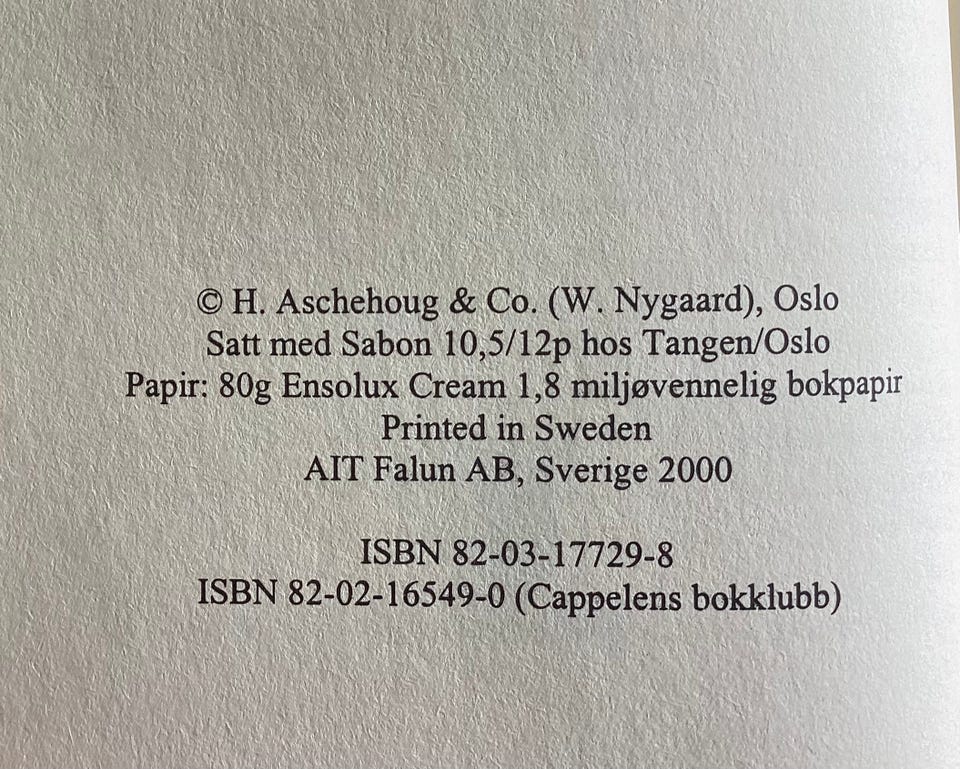 © H. Aschehoug & Co. (W. Nygaard), Oslo
Satt med Sabon 10,5/12p hos Tangen/Oslo
Papir: 80g Ensolux Cream 1,8 miljøvennelig bokpapir
Printed in Sweden
AIT Falun AB, Sverige 2000
ISBN 82-03-17729-8
ISBN 82-02-16549-0 (Cappelens bokklubb)